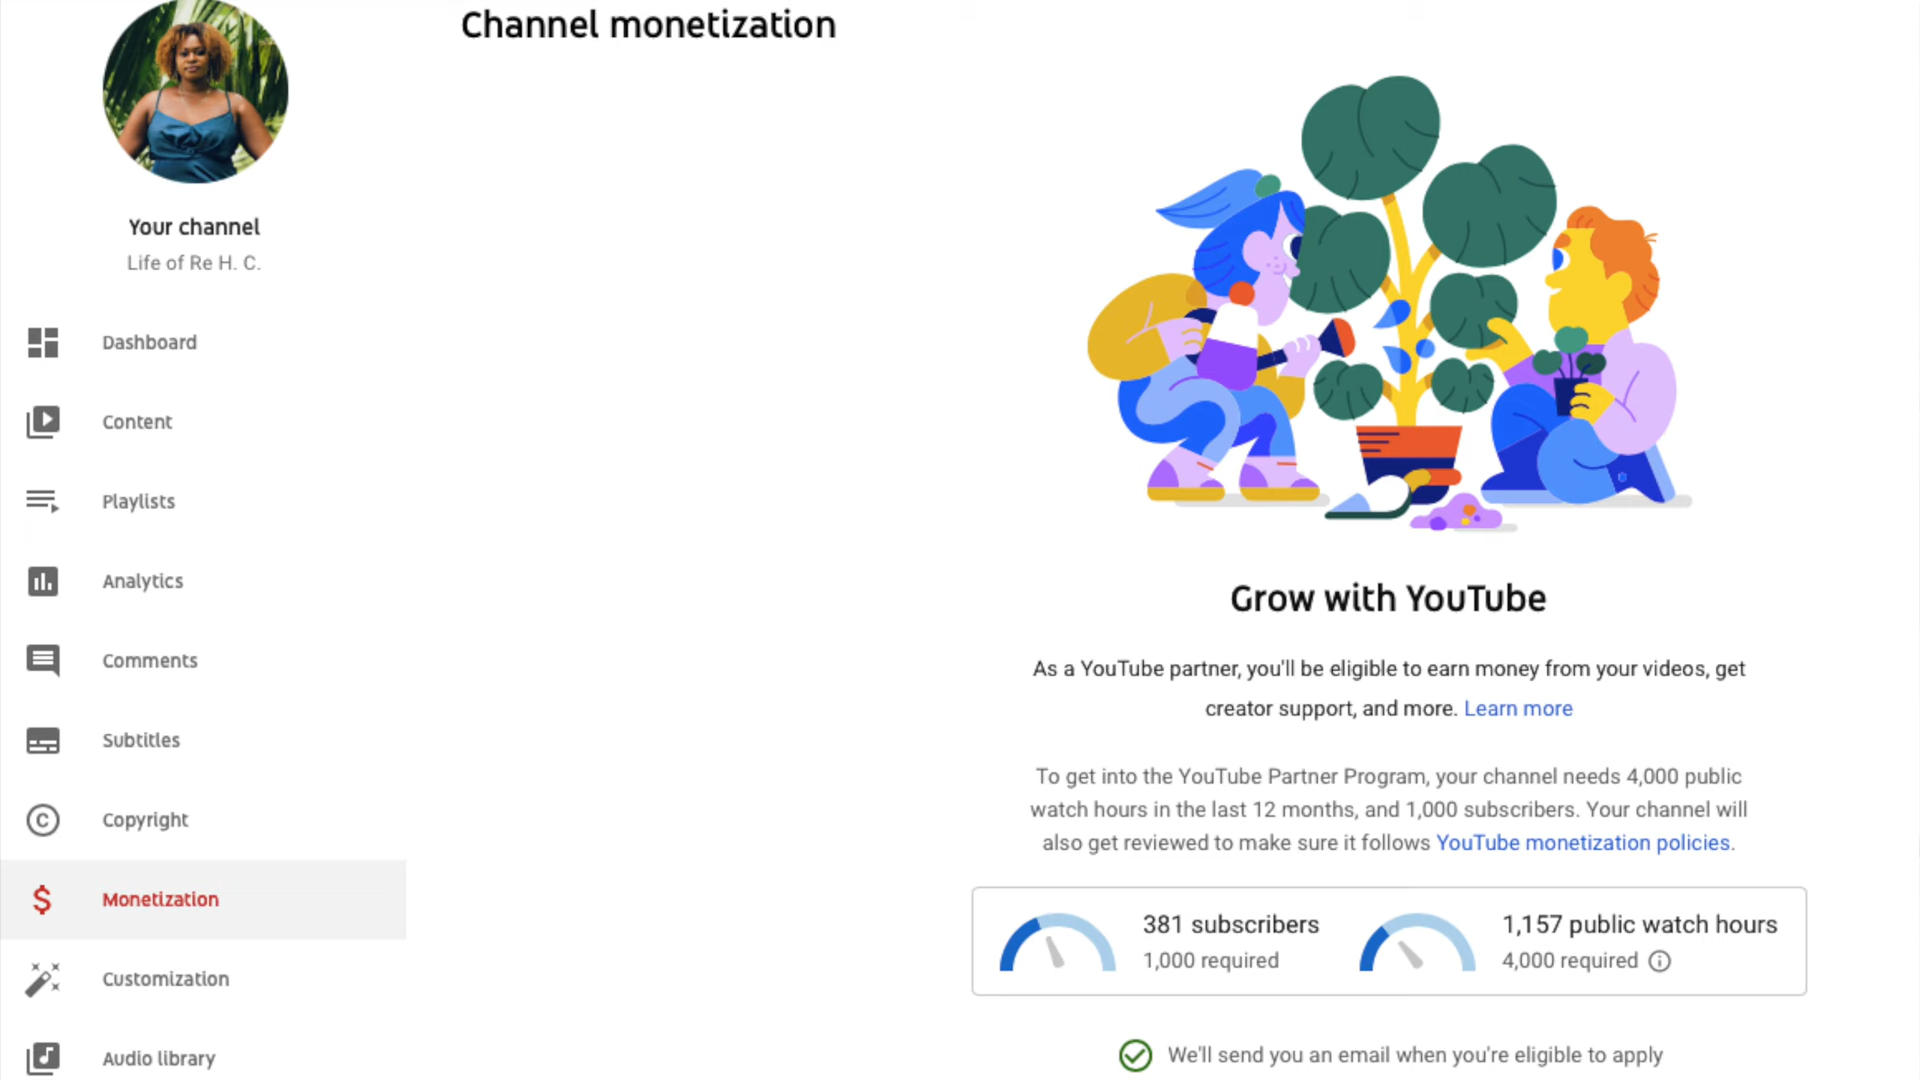 Channel monetization
Your channel
Life of Re H. C.
Dashboard
Content
Playlists
Analytics
Comments
Subtitles
Copyright
Monetization
Customization
Audio library
Grow with YouTube
As a YouTube partner, you'll be eligible to earn money from your videos, get
creator support, and more. Learn more
To get into the YouTube Partner Program, your channel needs 4,000 public
watch hours in the last 12 months, and 1,000 subscribers. Your channel will
also get reviewed to make sure it follows YouTube monetization policies.
381 subscribers
1,000 required
1,157 public watch hours
4,000 required
We'll send you an email when you're eligible to apply